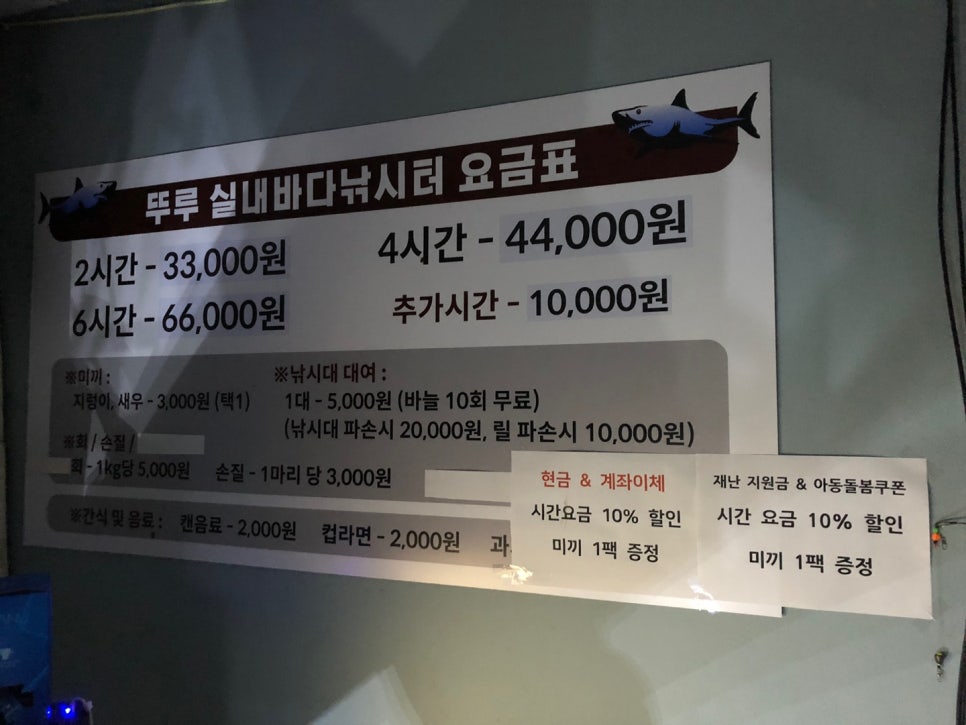 뚜루 실내바다낚시터 요금표
2시간 - 33,000원
4시간 - 44,000원
6시간 - 66,000원
추가시간 - 10,000원
※미끼 :
지렁이, 새우 - 3,000원 (택1)
※낚시대 대여 :
1대 - 5,000원 (바늘 10회 무료)
(낚시대 파손시 20,000원, 릴 파손시 10,000원)
※회 / 손질 /
회 - 1kg당 5,000원 손질 - 1마리 당 3,000원
※간식 및 음료 : 캔음료 - 2,000원 컵라면 - 2,000원 과
현금 & 계좌이체
시간요금 10% 할인
미끼 1팩 증정
재난 지원금 & 아동돌봄쿠폰
시간 요금 10% 할인
미끼 1팩 증정